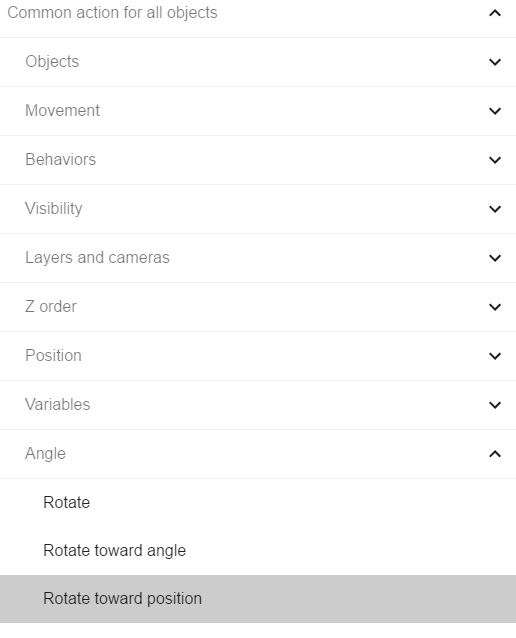 Common action for all objects
Objects
Movement
Behaviors
Visibility
Layers and cameras
Z order
Position
Variables
Angle
Rotate
Rotate toward angle
Rotate toward position